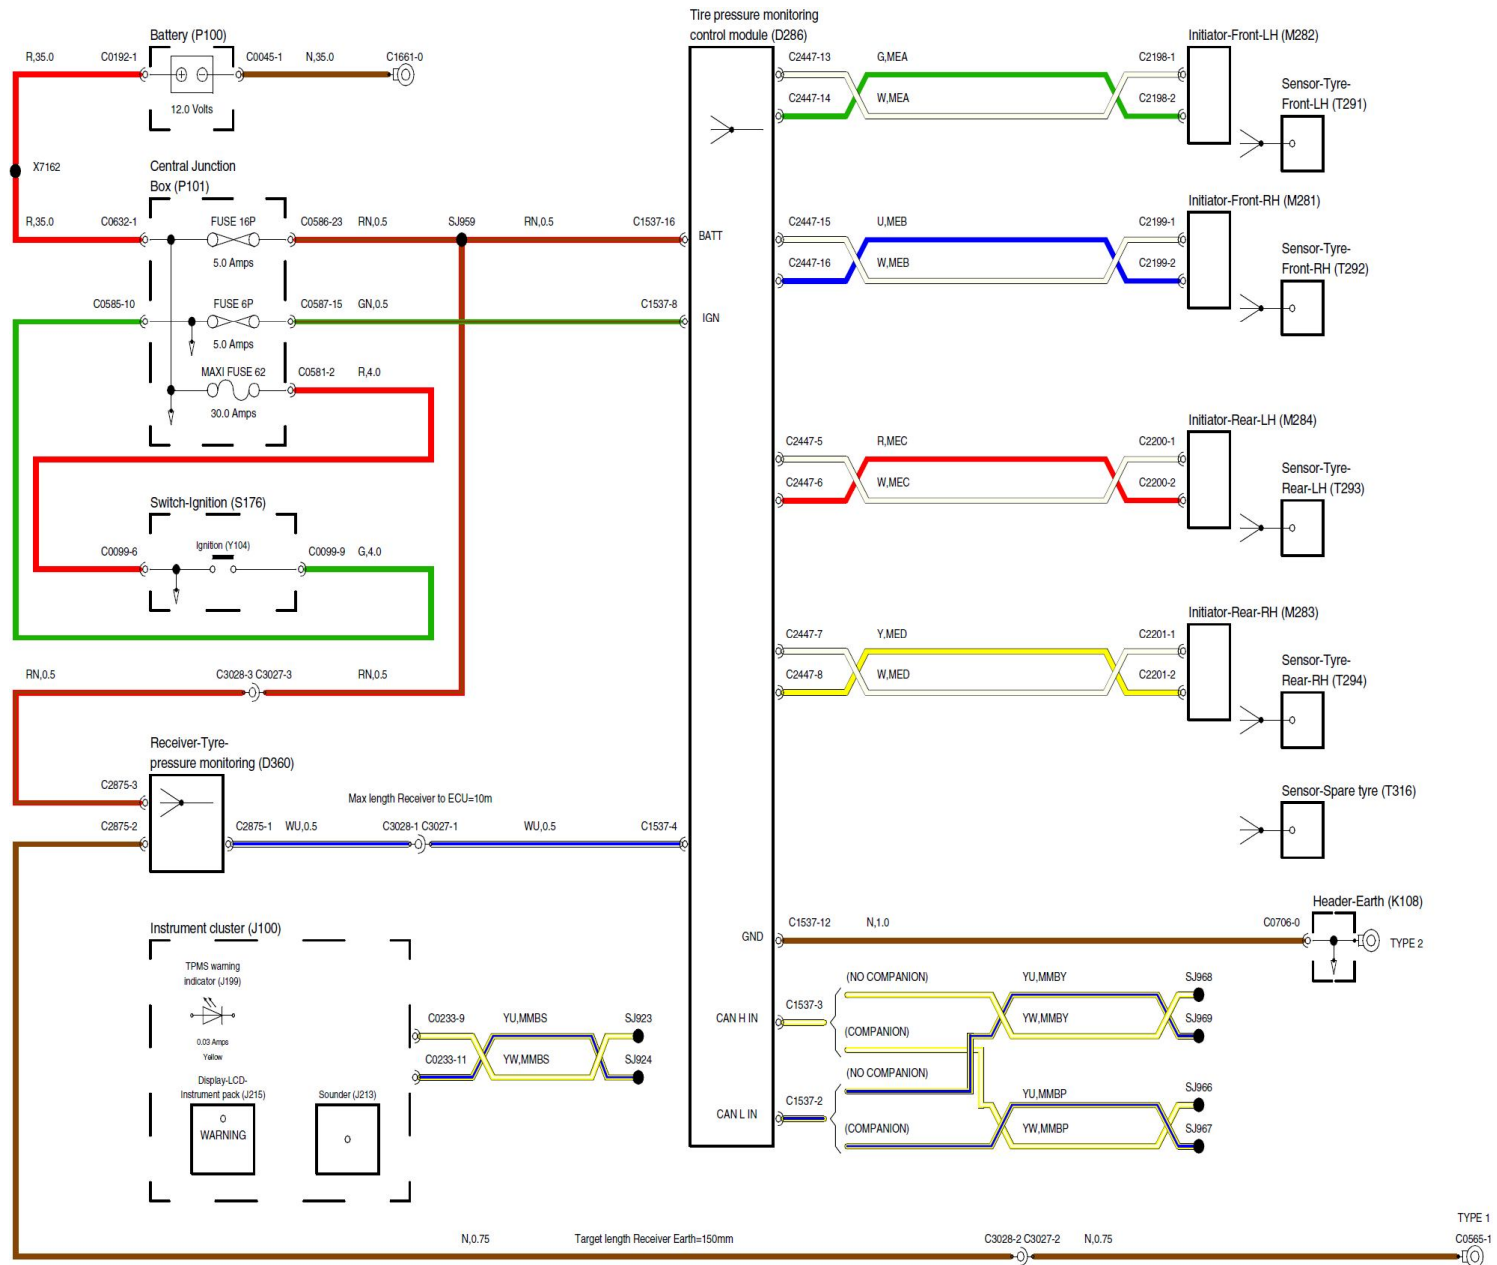 Tire pressure monitoring
control module (D286)
Battery (P100)
R,35.0
C0192-1
C0045-1
N,35.0
C1661-0
12.0 Volts
X7162
Central Junction
Box (P101)
R,35.0
C0632-1
FUSE 16P
5.0 Amps
C0586-23
RN,0.5
SJ959
RN,0.5
C1537-16
BATT
C0585-10
FUSE 6P
5.0 Amps
C0587-15
GN,0.5
C1537-8
IGN
MAXI FUSE 62
30.0 Amps
C0581-2
R,4.0
Switch-Ignition (S176)
C0099-6
Ignition (Y104)
C0099-9
G,4.0
RN,0.5
C3028-3 C3027-3
RN,0.5
Receiver-Tyre-
pressure monitoring (D360)
C2875-3
C2875-2
Max length Receiver to ECU=10m
C2875-1
WU,0.5
C3028-1 C3027-1
WU,0.5
C1537-4
Instrument cluster (J100)
TPMS warning
indicator (J199)
0.03 Amps
Yellow
Display-LCD-
Instrument pack (J215)
WARNING
Sounder (J213)
C0233-9
YU,MMBS
SJ923
C0233-11
YW,MMBS
SJ924
C2447-13
G,MEA
C2198-1
C2447-14
W,MEA
C2198-2
Initiator-Front-LH (M282)
Sensor-Tyre-
Front-LH (T291)
C2447-15
U,MEB
C2199-1
C2447-16
W,MEB
C2199-2
Initiator-Front-RH (M281)
Sensor-Tyre-
Front-RH (T292)
C2447-5
R,MEC
C2200-1
C2447-6
W,MEC
C2200-2
Initiator-Rear-LH (M284)
Sensor-Tyre-
Rear-LH (T293)
C2447-7
Y,MED
C2201-1
C2447-8
W,MED
C2201-2
Initiator-Rear-RH (M283)
Sensor-Tyre-
Rear-RH (T294)
Sensor-Spare tyre (T316)
GND
C1537-12
N,1.0
C0706-0
Header-Earth (K108)
TYPE 2
CAN H IN
C1537-3
(NO COMPANION)
(COMPANION)
YU,MMBY
SJ968
YW,MMBY
SJ969
CAN L IN
C1537-2
(NO COMPANION)
(COMPANION)
YU,MMBP
SJ966
YW,MMBP
SJ967
N,0.75
Target length Receiver Earth=150mm
C3028-2 C3027-2
N,0.75
TYPE 1
C0565-1